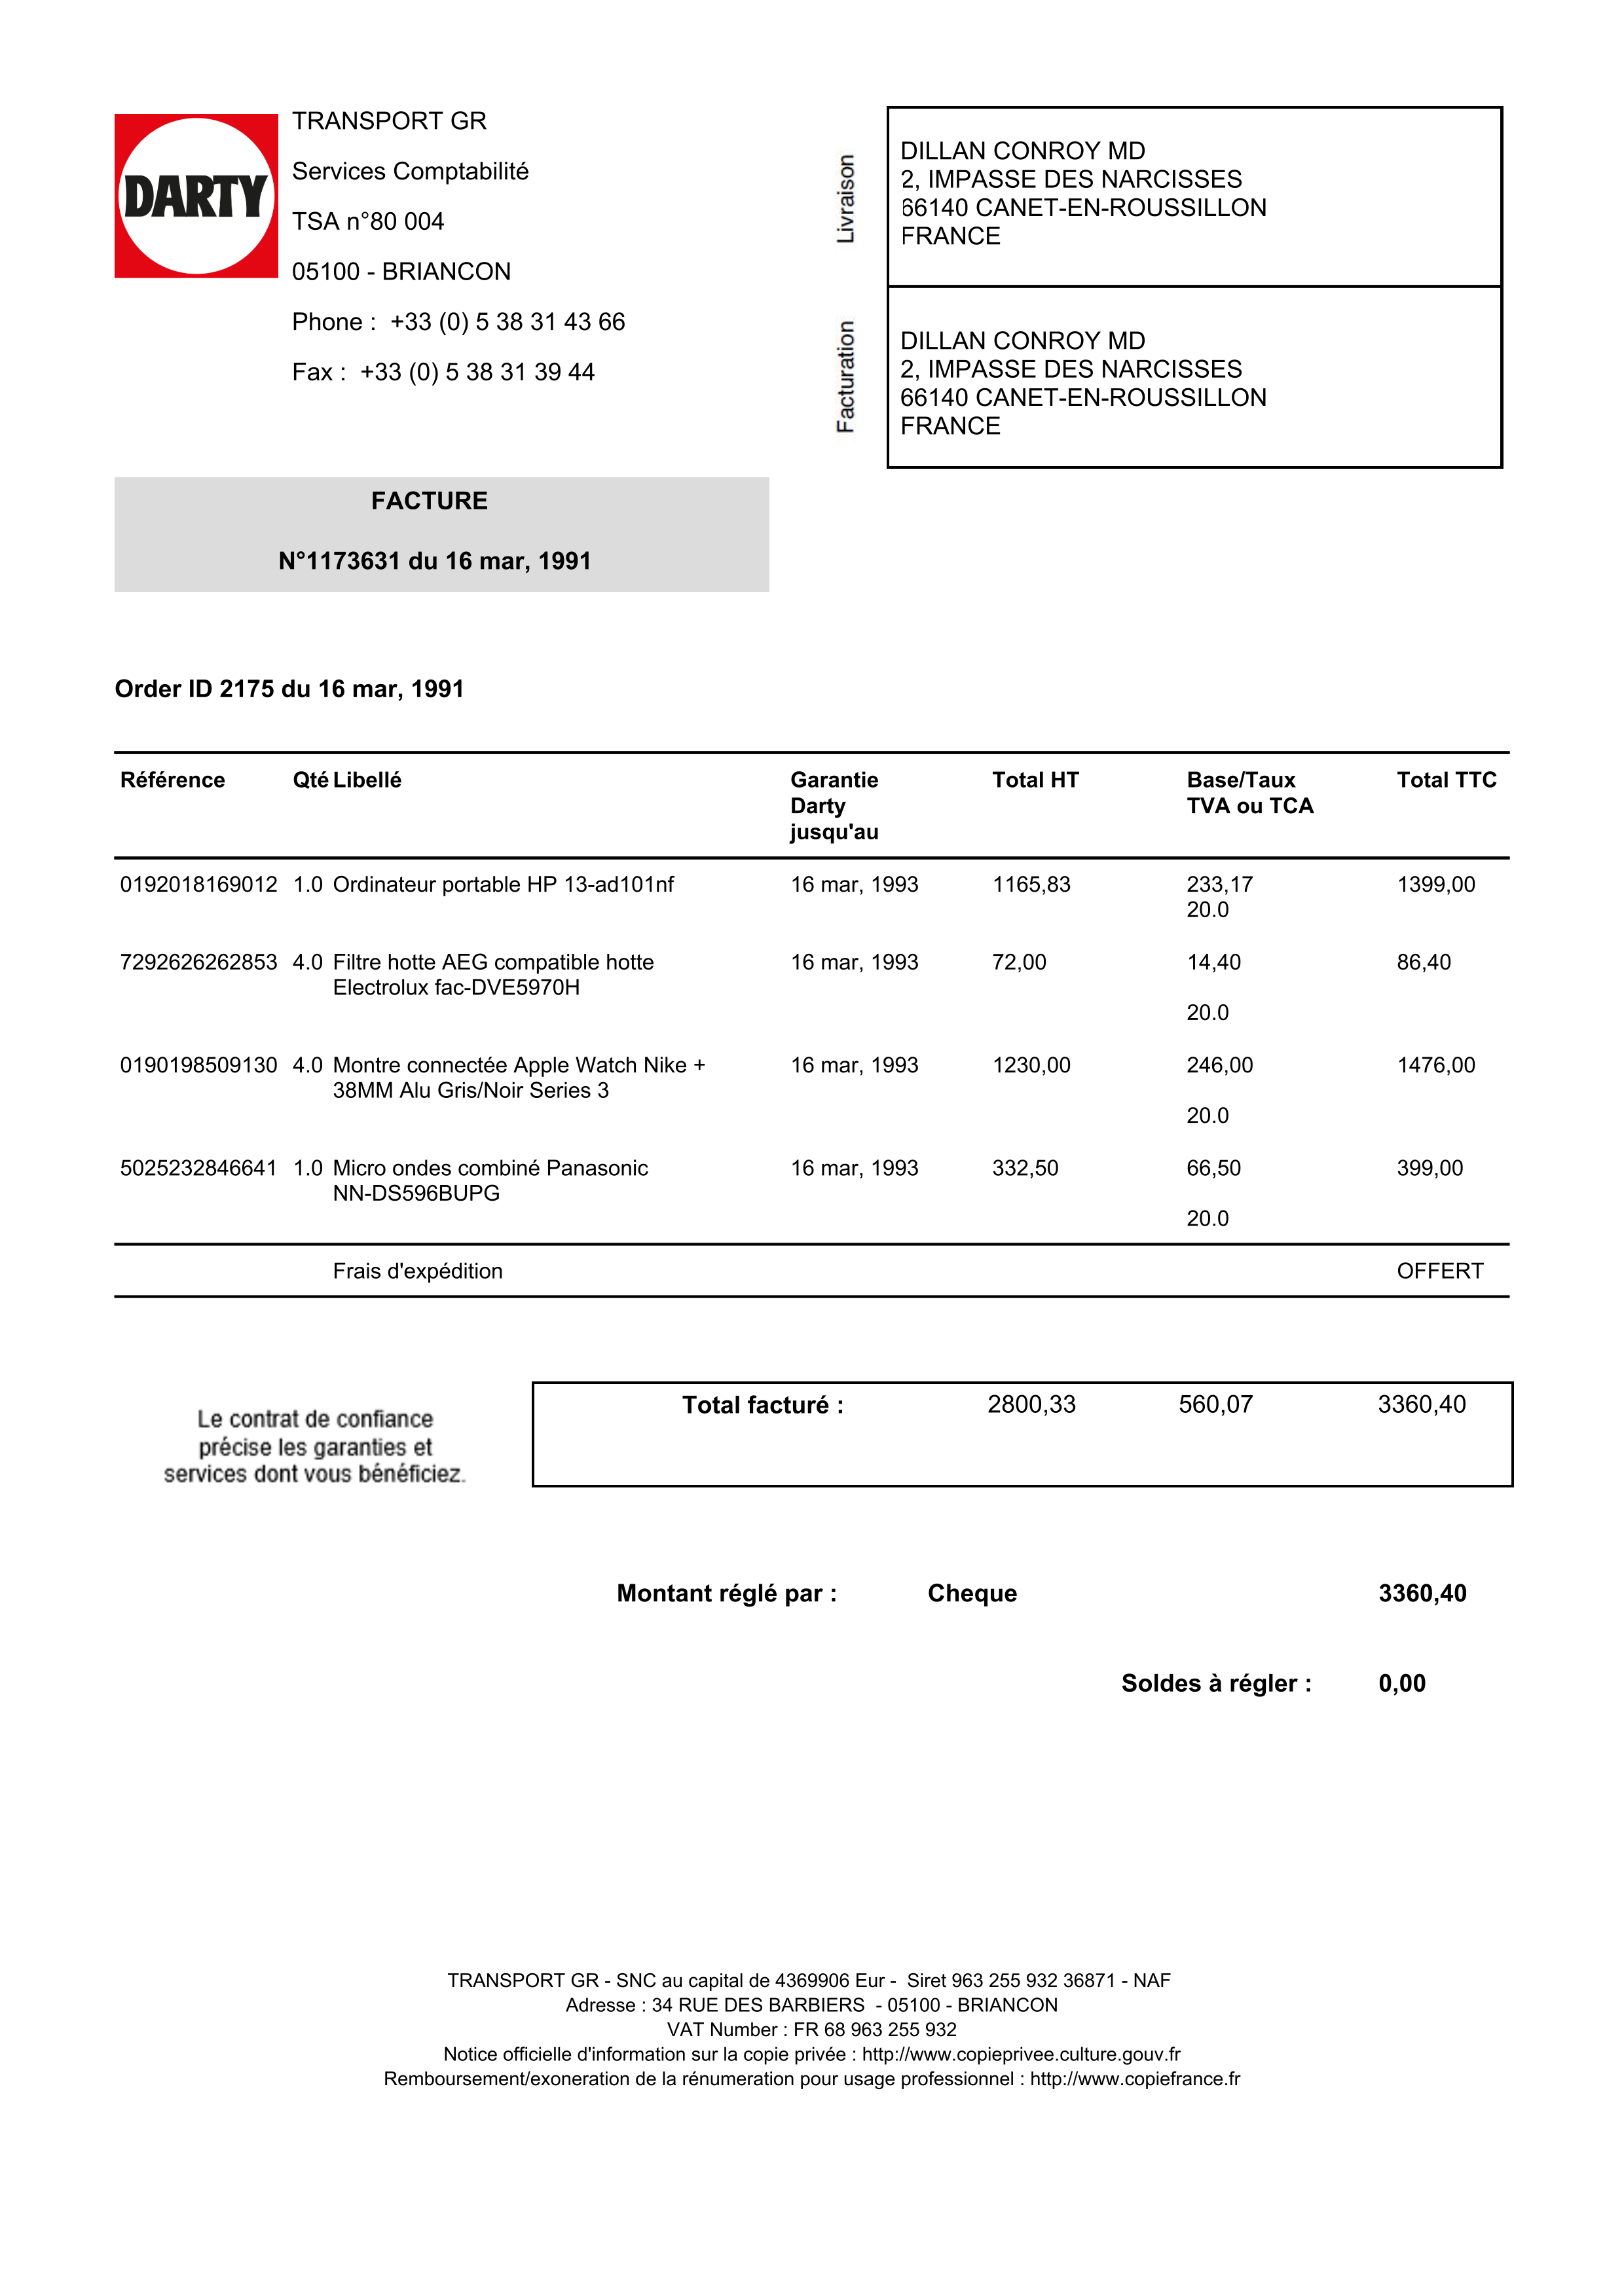 DARTY
TRANSPORT GR
Services Comptabilité
TSA n°80 004
05100 - BRIANCON
Phone : +33 (0) 5 38 31 43 66
Fax : +33 (0) 5 38 31 39 44
Livraison
DILLAN CONROY MD
2, IMPASSE DES NARCISSES
66140 CANET-EN-ROUSSILLON
FRANCE
Facturation
DILLAN CONROY MD
2, IMPASSE DES NARCISSES
66140 CANET-EN-ROUSSILLON
FRANCE
FACTURE
N°1173631 du 16 mar, 1991
Order ID 2175 du 16 mar, 1991
Référence Qté Libellé Garantie Total HT Base/Taux Total TTC
Darty TVA ou TCA
jusqu'au
0192018169012 1.0 Ordinateur portable HP 13-ad101nf 16 mar, 1993 1165,83 233,17 1399,00
20.0
7292626262853 4.0 Filtre hotte AEG compatible hotte 16 mar, 1993 72,00 14,40 86,40
Electrolux fac-DVE5970H
20.0
0190198509130 4.0 Montre connectée Apple Watch Nike + 16 mar, 1993 1230,00 246,00 1476,00
38MM Alu Gris/Noir Series 3
20.0
5025232846641 1.0 Micro ondes combiné Panasonic 16 mar, 1993 332,50 66,50 399,00
NN-DS596BUPG
20.0
Frais d'expédition OFFERT
Total facturé : 2800,33 560,07 3360,40
Le contrat de confiance
précise les garanties et
services dont vous bénéficiez.
Montant réglé par : Cheque 3360,40
Soldes à régler : 0,00
TRANSPORT GR - SNC au capital de 4369906 Eur - Siret 963 255 932 36871 - NAF
Adresse : 34 RUE DES BARBIERS - 05100 - BRIANCON
VAT Number : FR 68 963 255 932
Notice officielle d'information sur la copie privée : http://www.copieprivee.culture.gouv.fr
Remboursement/exoneration de la rénumeration pour usage professionnel : http://www.copiefrance.fr